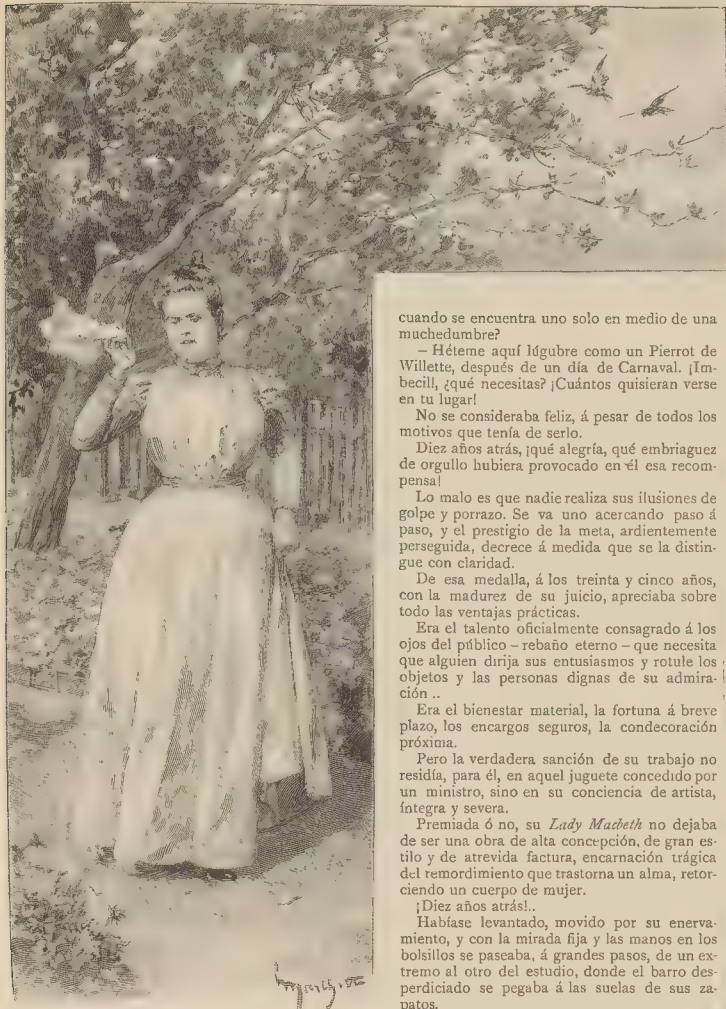 cuando se encuentra uno solo en medio de una
muchedumbre?
– Héteme aquí lúgubre como un Pierrot de
Willette, después de un día de Carnaval. ¡Im-
becill, ¿qué necesitas? ¡Cuántos quisieran verse
en tu lugar!
No se consideraba feliz, á pesar de todos los
motivos que tenía de serlo.
Diez años atrás, ¡qué alegría, qué embriaguez
de orgullo hubiera provocado en él esa recom-
pensa!
Lo malo es que nadie realiza sus ilusiones de
golpe y porrazo. Se va uno acercando paso á
paso, y el prestigio de la meta, ardientemente
perseguida, decrece á medida que se la distin-
gue con claridad.
De esa medalla, á los treinta y cinco años,
con la madurez de su juicio, apreciaba sobre
todo las ventajas prácticas.
Era el talento oficialmente consagrado á los
ojos del público – rebaño eterno – que necesita
que alguien dirija sus entusiasmos y rotule los
objetos y las personas dignas de su admira-
ción ..
Era el bienestar material, la fortuna á breve
plazo, los encargos seguros, la condecoración
próxima.
Pero la verdadera sanción de su trabajo no
residía, para él, en aquel juguete concedido por
un ministro, sino en su conciencia de artista,
íntegra y severa.
Premiada ó no, su Lady Macbeth no dejaba
de ser una obra de alta concepción, de gran es-
tilo y de atrevida factura, encarnación trágica
del remordimiento que trastorna un alma, retor-
ciendo un cuerpo de mujer.
¡Diez años atrás!..
Habíase levantado, movido por su enerva-
miento, y con la mirada fija y las manos en los
bolsillos se paseaba, á grandes pasos, de un ex-
tremo al otro del estudio, donde el barro des-
perdiciado se pegaba á las suelas de sus za-
patos.